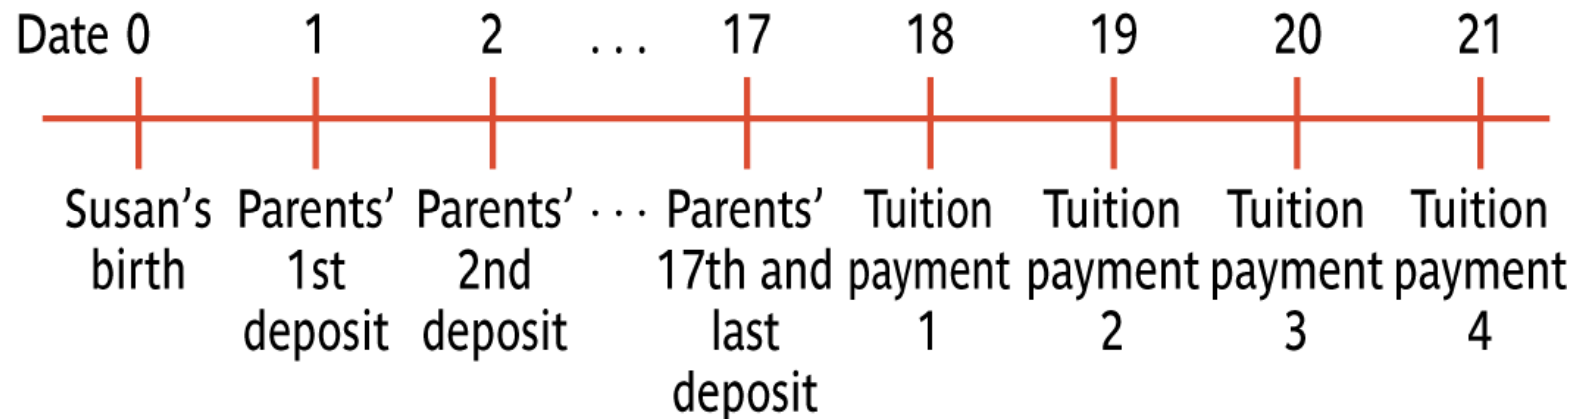 Date 0 1 2 ... 17 18 19 20 21
Susan's Parents' Parents' ... Parents' Tuition Tuition Tuition Tuition
birth 1st 2nd 17th and payment payment payment payment
deposit deposit last 1 2 3 4
deposit